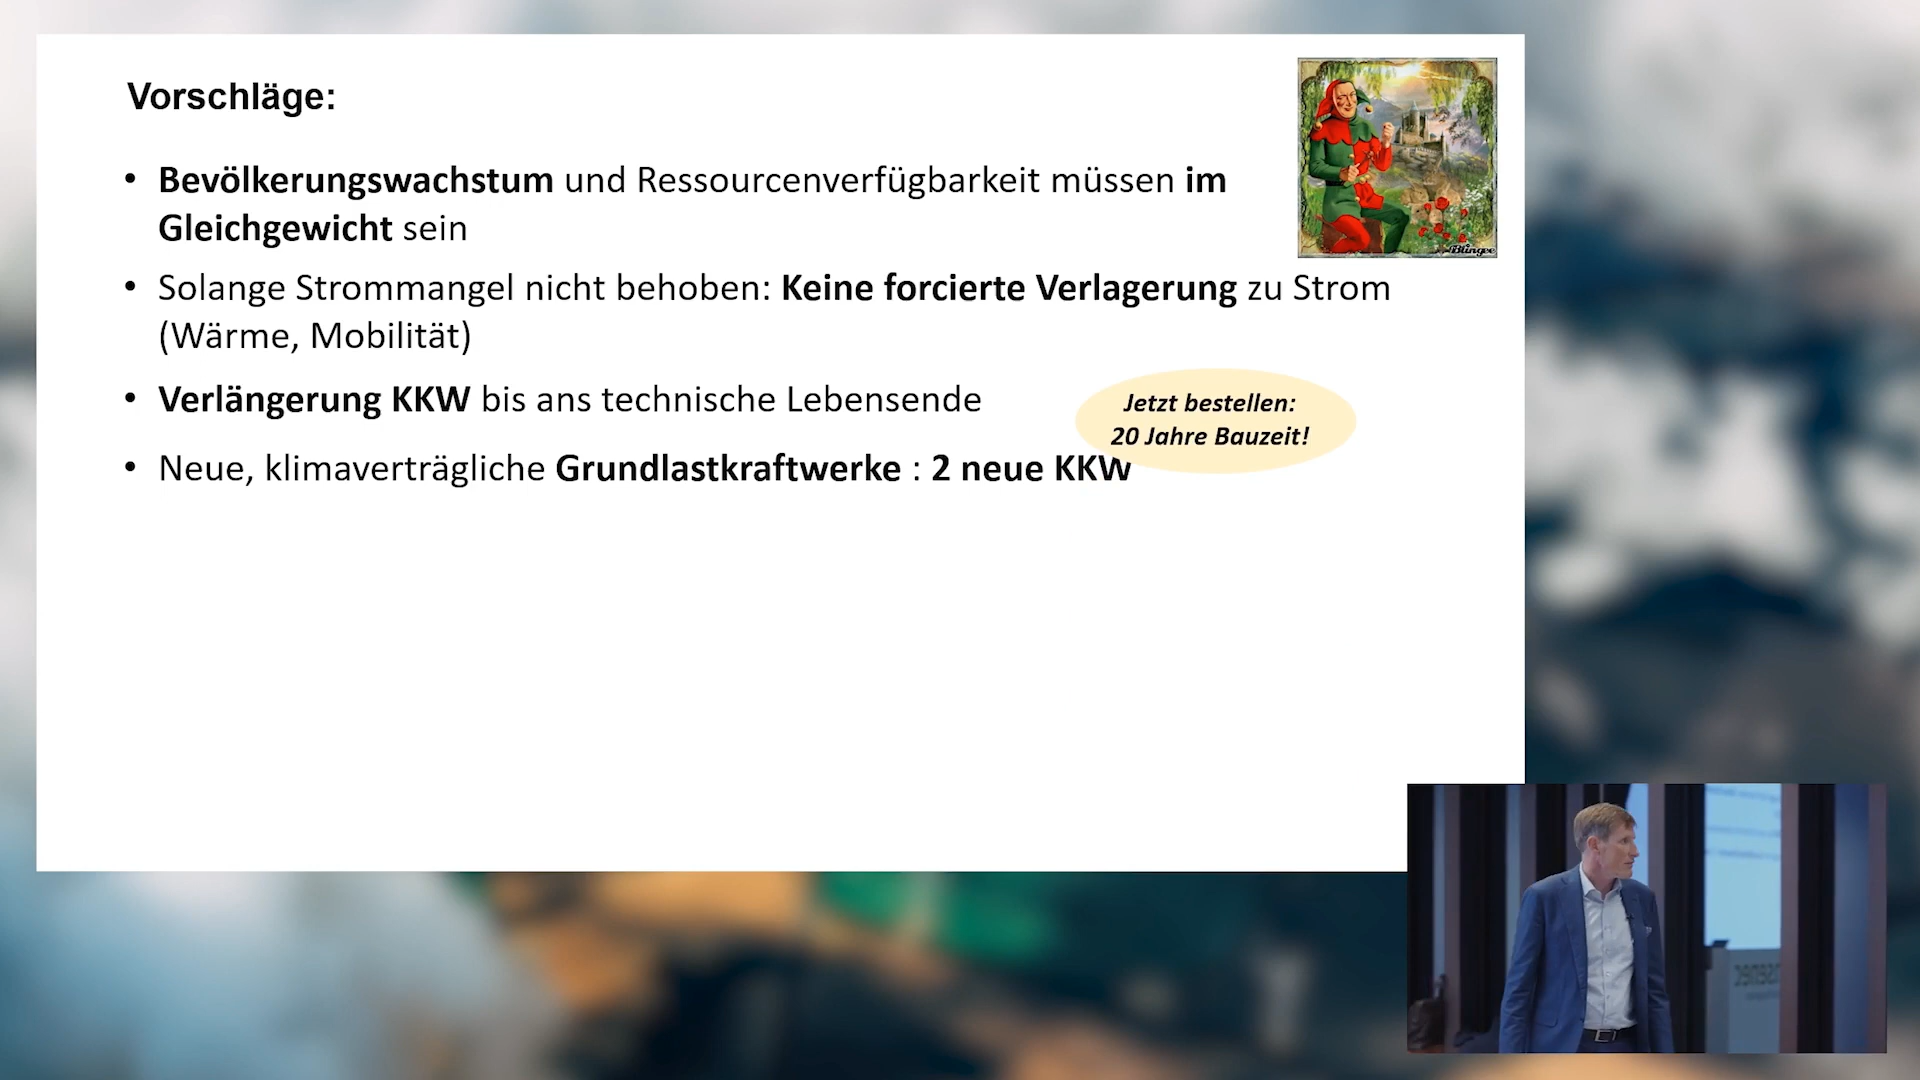 Vorschläge:
• Bevölkerungswachstum und Ressourcenverfügbarkeit müssen im
Gleichgewicht sein
• Solange Strommangel nicht behoben: Keine forcierte Verlagerung zu Strom
(Wärme, Mobilität)
• Verlängerung KKW bis ans technische Lebensende
Jetzt bestellen:
20 Jahre Bauzeit!
• Neue, klimaverträgliche Grundlastkraftwerke : 2 neue KKW
Blingee